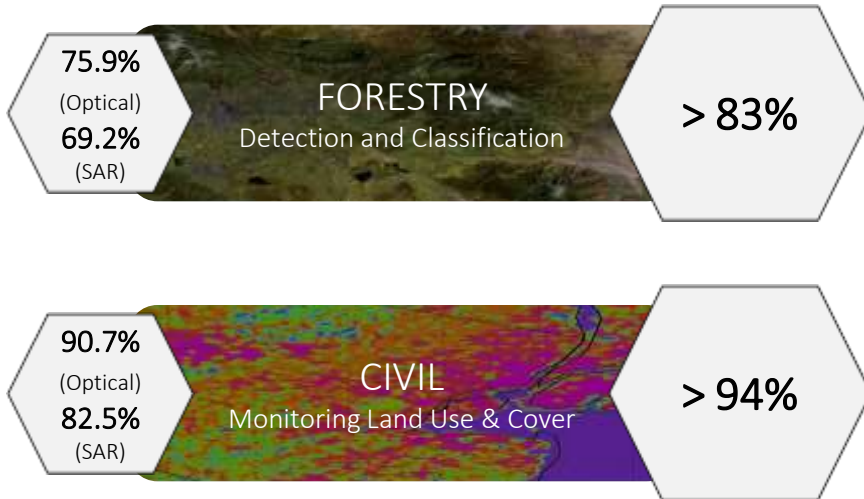 75.9%
(Optical)
69.2%
(SAR)
FORESTRY
Detection and Classification
> 83%
90.7%
(Optical)
82.5%
(SAR)
CIVIL
Monitoring Land Use & Cover
> 94%